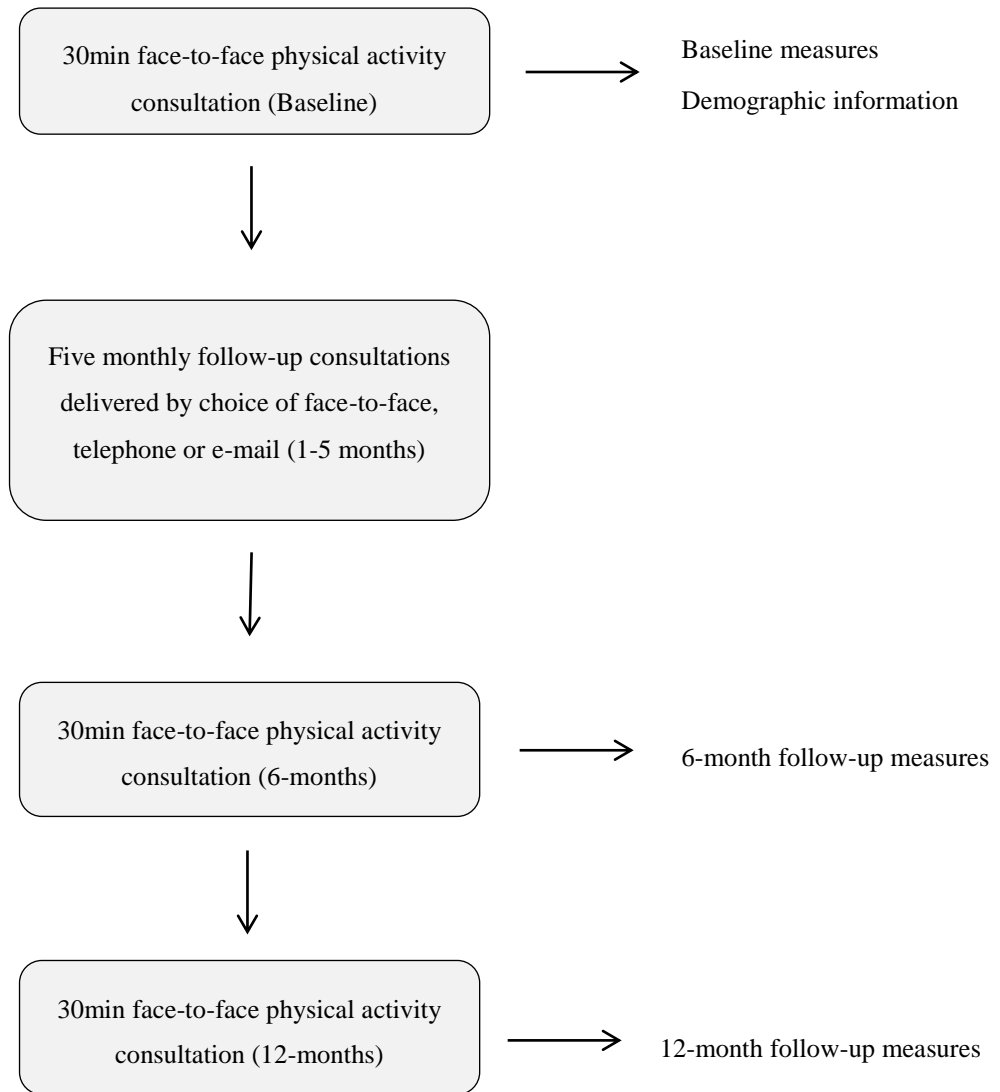 30min face-to-face physical activity
consultation (Baseline)
Baseline measures
Demographic information
Five monthly follow-up consultations
delivered by choice of face-to-face,
telephone or e-mail (1-5 months)
30min face-to-face physical activity
consultation (6-months)
6-month follow-up measures
30min face-to-face physical activity
consultation (12-months)
12-month follow-up measures